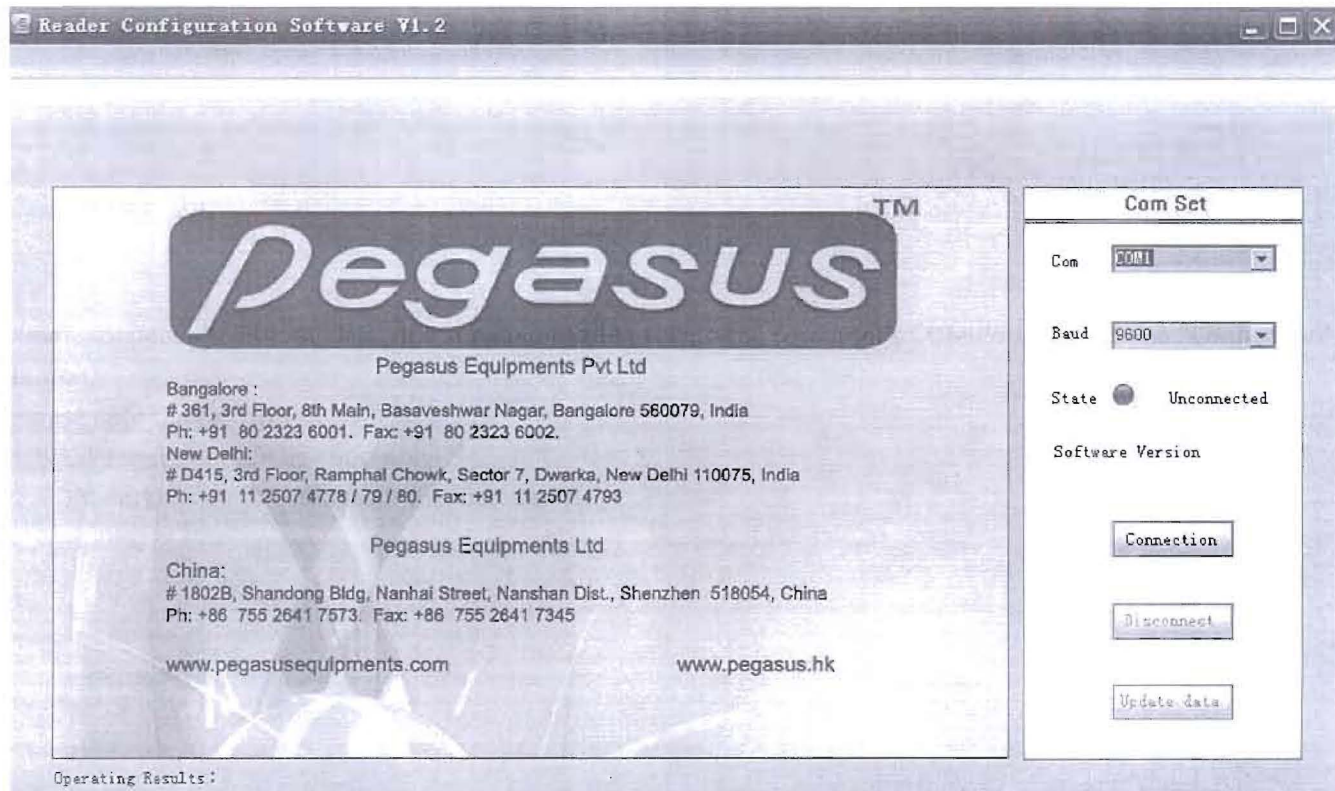 Reader Configuration Software V1.2
TM
Pegasus
Pegasus Equipments Pvt Ltd
Bangalore :
# 361, 3rd Floor, 8th Main, Basaveshwar Nagar, Bangalore 560079, India
Ph: +91 80 2323 6001. Fax: +91 80 2323 6002.
New Delhi:
# D415, 3rd Floor, Ramphal Chowk, Sector 7, Dwarka, New Delhi 110075, India
Ph: +91 11 2507 4778 / 79 / 80. Fax: +91 11 2507 4793
Pegasus Equipments Ltd
China:
# 1802B, Shandong Bldg, Nanhai Street, Nanshan Dist., Shenzhen 518054, China
Ph: +86 755 2641 7573. Fax: +86 755 2641 7345
www.pegasusequipments.com
www.pegasus.hk
Com Set
Com COM1
Baud 9600
State Unconnected
Software Version
Connection
Disconnect
Update data
Operating Results: